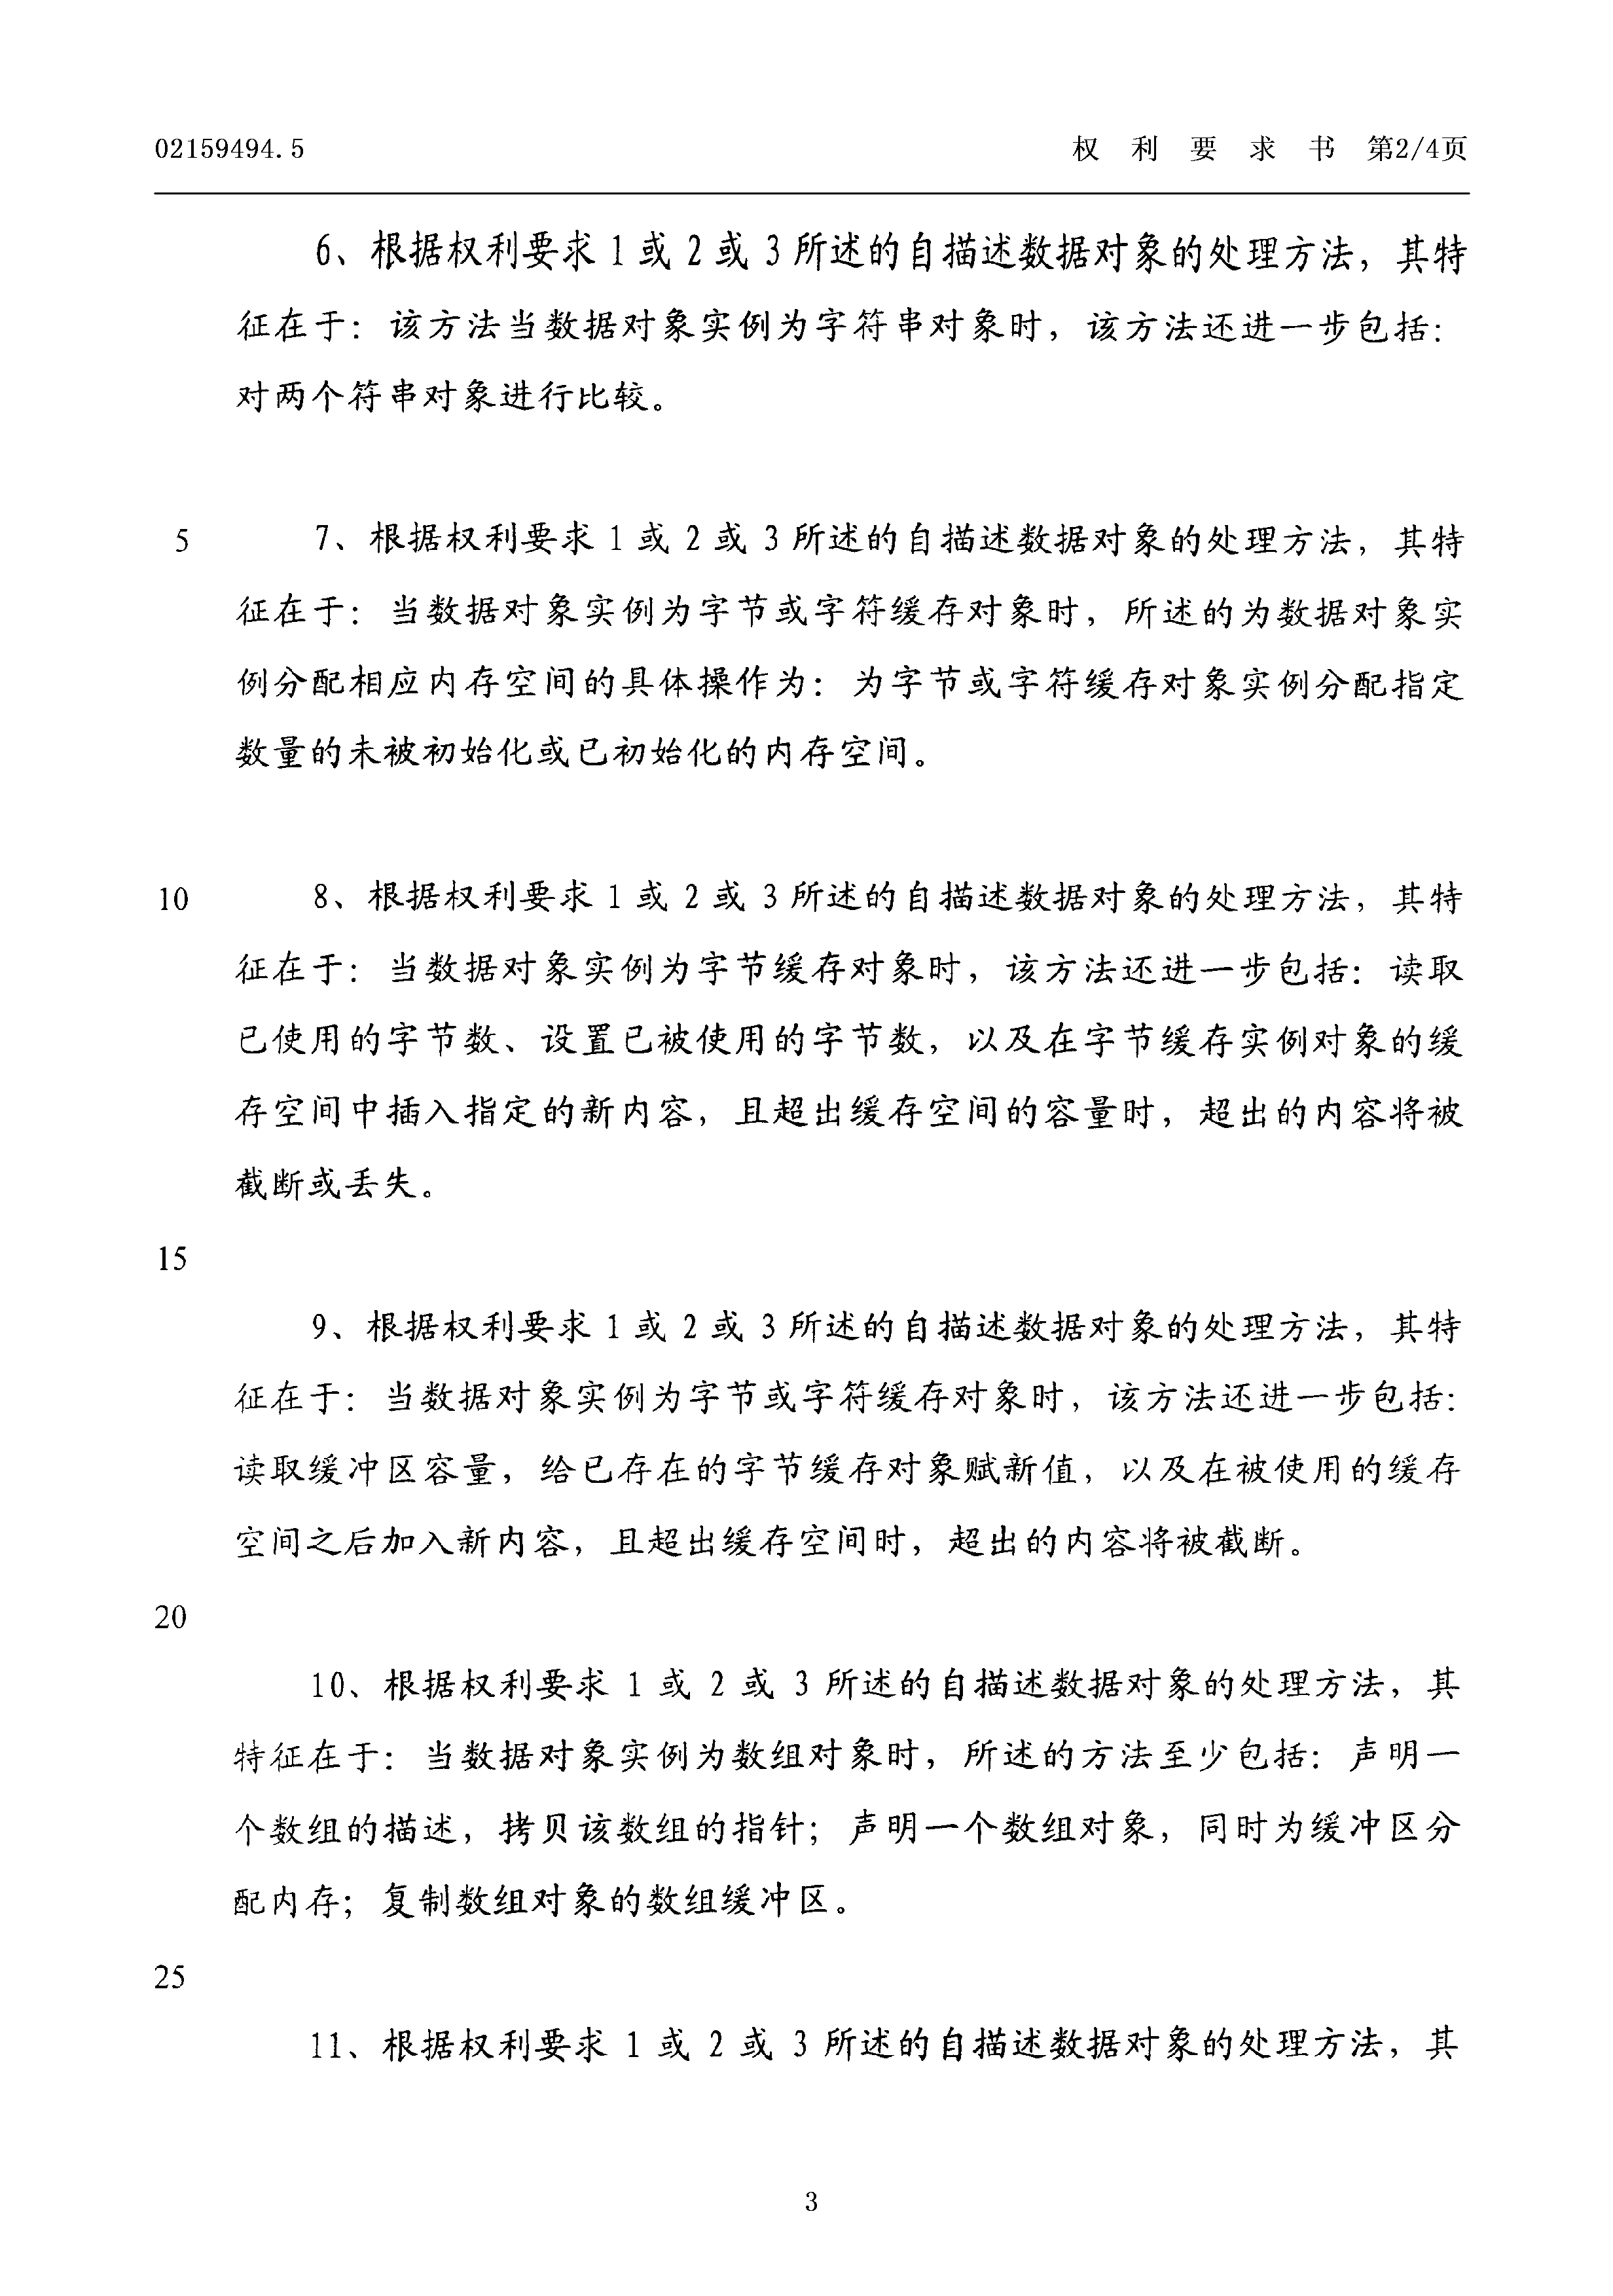 02159494.5 权 利 要 求 书 第2/4页
6、根据权利要求 1 或 2 或 3 所述的自描述数据对象的处理方法，其特
征在于：该方法当数据对象实例为字符串对象时，该方法还进一步包括：
对两个符串对象进行比较。
5 7、根据权利要求 1 或 2 或 3 所述的自描述数据对象的处理方法，其特
征在于：当数据对象实例为字节或字符缓存对象时，所述的为数据对象实
例分配相应内存空间的具体操作为：为字节或字符缓存对象实例分配指定
数量的未被初始化或已初始化的内存空间。
10 8、根据权利要求 1 或 2 或 3 所述的自描述数据对象的处理方法，其特
征在于：当数据对象实例为字节缓存对象时，该方法还进一步包括：读取
已使用的字节数、设置已被使用的字节数，以及在字节缓存实例对象的缓
存空间中插入指定的新内容，且超出缓存空间的容量时，超出的内容将被
截断或丢失。
15
9、根据权利要求 1 或 2 或 3 所述的自描述数据对象的处理方法，其特
征在于：当数据对象实例为字节或字符缓存对象时，该方法还进一步包括：
读取缓冲区容量，给已存在的字节缓存对象赋新值，以及在被使用的缓存
空间之后加入新内容，且超出缓存空间时，超出的内容将被截断。
20
10、根据权利要求 1 或 2 或 3 所述的自描述数据对象的处理方法，其
特征在于：当数据对象实例为数组对象时，所述的方法至少包括：声明一
个数组的描述，拷贝该数组的指针；声明一个数组对象，同时为缓冲区分
配内存；复制数组对象的数组缓冲区。
25
11、根据权利要求 1 或 2 或 3 所述的自描述数据对象的处理方法，其
3